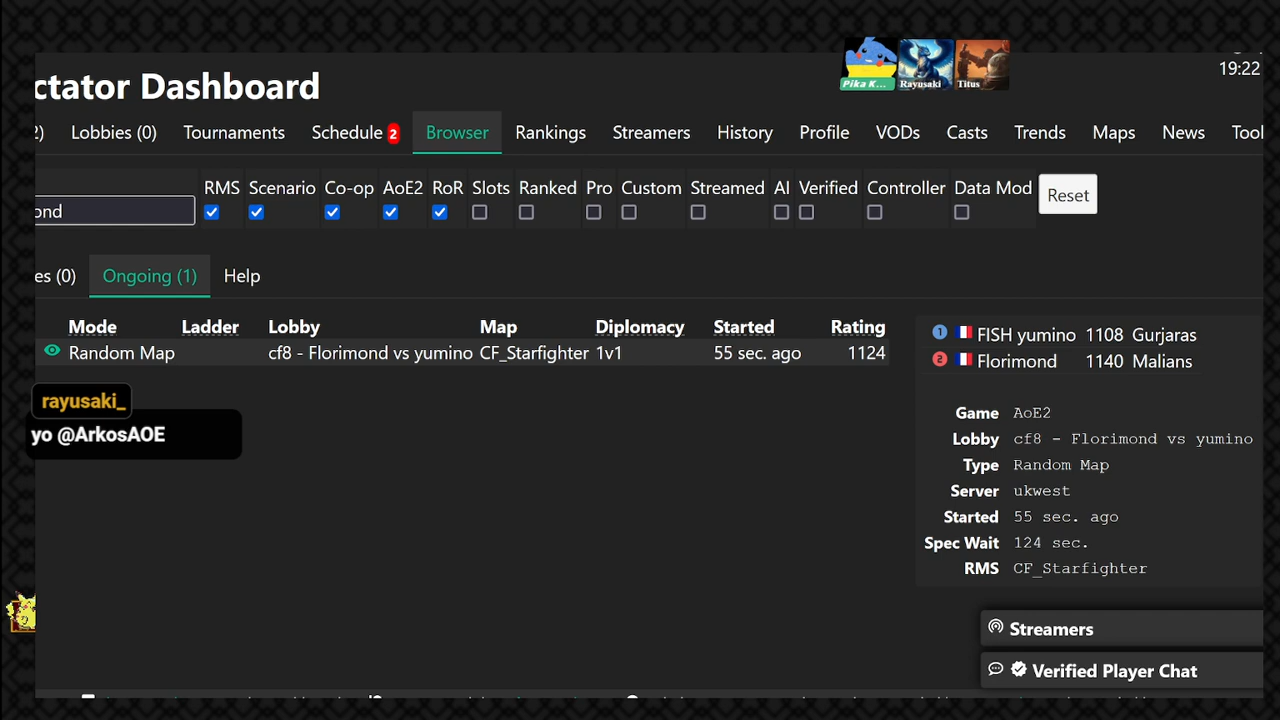 ctator Dashboard
Pika K...
Rayusaki
Titus
19:22
2) Lobbies (0) Tournaments Schedule 2 Browser Rankings Streamers History Profile VODs Casts Trends Maps News Tool
RMS Scenario Co-op AoE2 RoR Slots Ranked Pro Custom Streamed AI Verified Controller Data Mod Reset
ond
es (0) Ongoing (1) Help
Mode Ladder Lobby Map Diplomacy Started Rating
Random Map cf8 - Florimond vs yumino CF_Starfighter 1v1 55 sec. ago 1124
1 FISH yumino 1108 Gurjaras
2 Florimond 1140 Malians
rayusaki_
yo @ArkosAOE
Game AoE2
Lobby cf8 - Florimond vs yumino
Type Random Map
Server ukwest
Started 55 sec. ago
Spec Wait 124 sec.
RMS CF_Starfighter
Streamers
Verified Player Chat